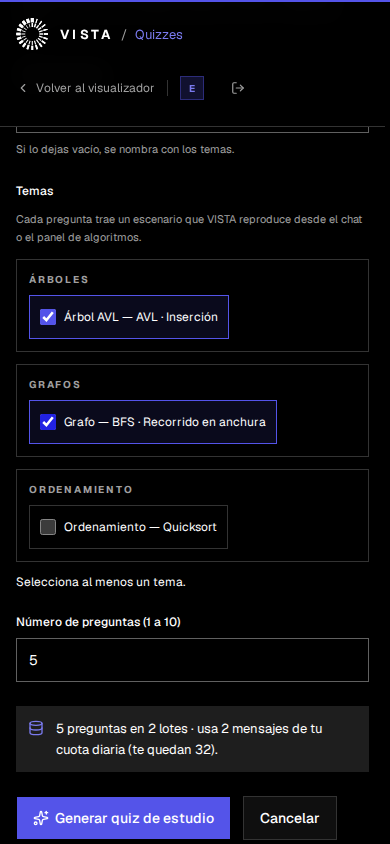 VISTA / Quizzes
Volver al visualizador
E
Si lo dejas vacío, se nombra con los temas.
Temas
Cada pregunta trae un escenario que VISTA reproduce desde el chat
o el panel de algoritmos.
ÁRBOLES
Árbol AVL — AVL · Inserción
GRAFOS
Grafo — BFS · Recorrido en anchura
ORDENAMIENTO
Ordenamiento — Quicksort
Selecciona al menos un tema.
Número de preguntas (1 a 10)
5
5 preguntas en 2 lotes · usa 2 mensajes de tu
cuota diaria (te quedan 32).
Generar quiz de estudio
Cancelar